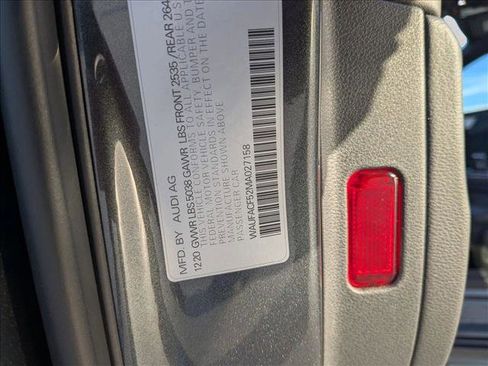 MFD. BY AUDI AG
12.20 GVWR LBS 5038 GAWR LBS FRONT 2535 / REAR 264
THIS VEHICLE CONFORMS TO ALL APPLICABLE U S
FEDERAL MOTOR VEHICLE SAFETY, BUMPER AND T
PREVENTION STANDARDS IN EFFECT ON THE DATE
MANUFACTURE SHOWN ABOVE
PASSENGER CAR
WAUFACF52MA027158